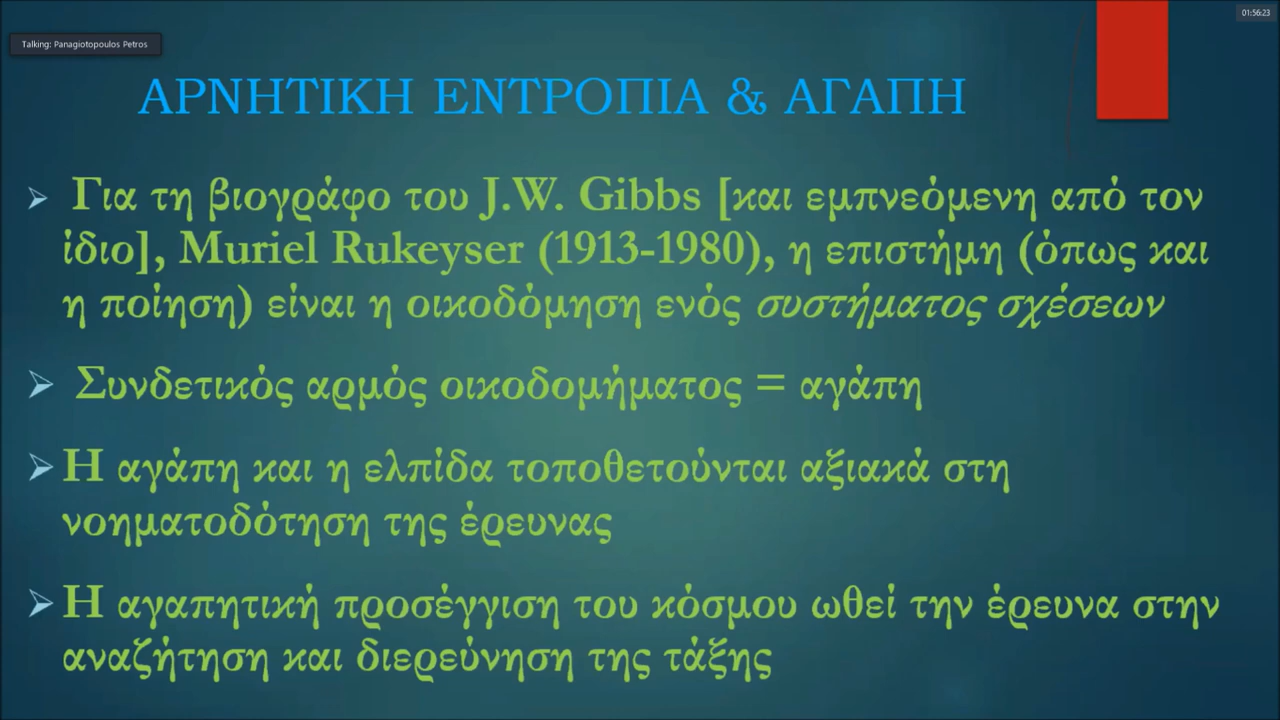 01:56:23
Talking: Panagiotopoulos Petros
ΑΡΝΗΤΙΚΗ ΕΝΤΡΟΠΙΑ & ΑΓΑΠΗ
➢ Για τη βιογράφο του J.W. Gibbs [και εμπνεόμενη από τον
ίδιο], Muriel Rukeyser (1913-1980), η επιστήμη (όπως και
η ποίηση) είναι η οικοδόμηση ενός συστήματος σχέσεων
➢ Συνδετικός αρμός οικοδομήματος = αγάπη
➢ Η αγάπη και η ελπίδα τοποθετούνται αξιακά στη
νοηματοδότηση της έρευνας
➢ Η αγαπητική προσέγγιση του κόσμου ωθεί την έρευνα στην
αναζήτηση και διερεύνηση της τάξης